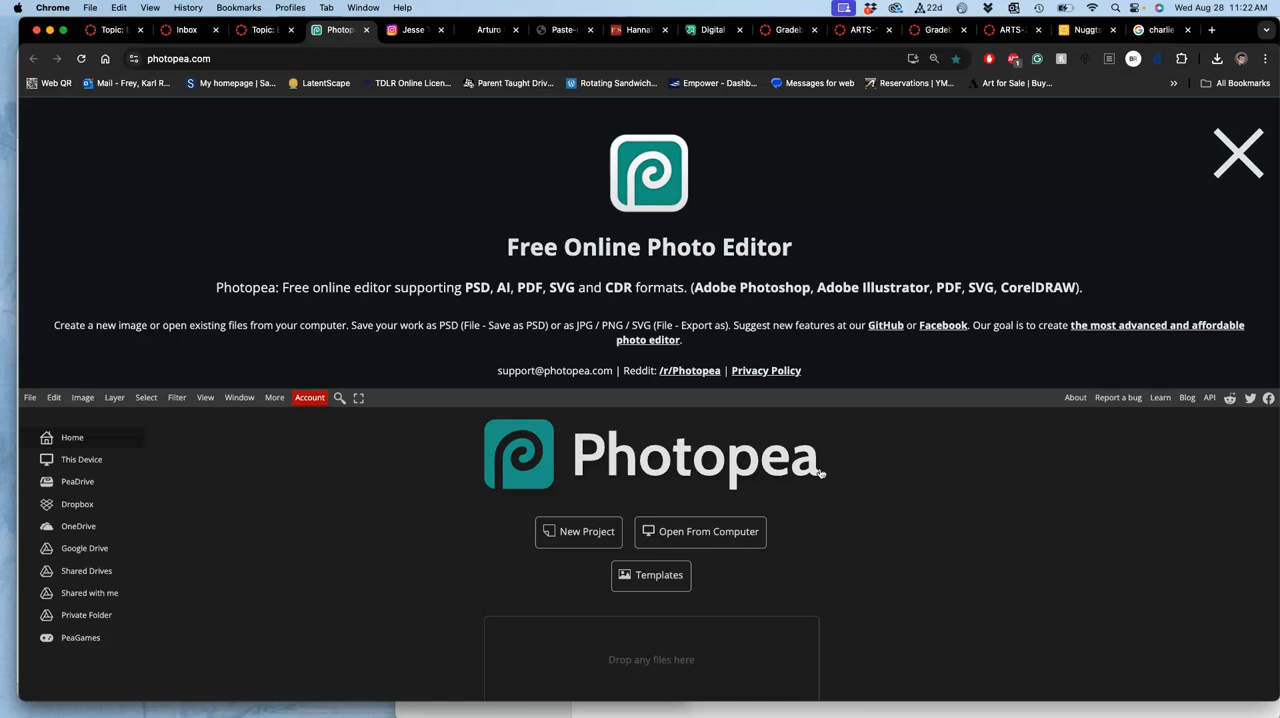 Chrome File Edit View History Bookmarks Profiles Tab Window Help 22d Wed Aug 28 11:22 AM
Topic: Inbox Topic: Photop Jesse Arturo Paste- Hannah Digital Gradeb ARTS- Gradeb ARTS- Nuggts charlie
photopea.com
Web QR Mail - Frey, Karl R... My homepage | Sa... LatentScape TDLR Online Licen... Parent Taught Driv... Rotating Sandwich... Empower - Dashb... Messages for web Reservations | YM... Art for Sale | Buy... » All Bookmarks
Free Online Photo Editor
Photopea: Free online editor supporting PSD, AI, PDF, SVG and CDR formats. (Adobe Photoshop, Adobe Illustrator, PDF, SVG, CorelDRAW).
Create a new image or open existing files from your computer. Save your work as PSD (File - Save as PSD) or as JPG / PNG / SVG (File - Export as). Suggest new features at our GitHub or Facebook. Our goal is to create the most advanced and affordable
photo editor.
support@photopea.com | Reddit: /r/Photopea | Privacy Policy
File Edit Image Layer Select Filter View Window More Account About Report a bug Learn Blog API
Home
This Device
PeaDrive
Dropbox
OneDrive
Google Drive
Shared Drives
Shared with me
Private Folder
PeaGames
Photopea
New Project Open From Computer
Templates
Drop any files here